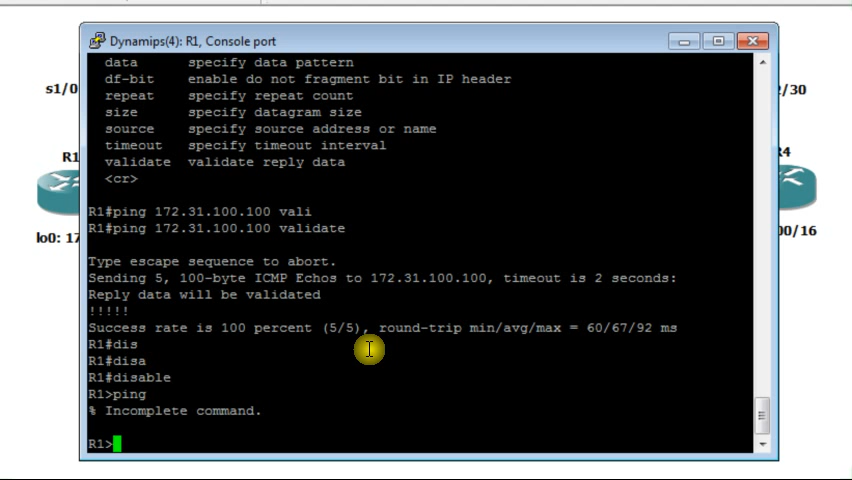 Dynamips(4): R1, Console port
data specify data pattern
df-bit enable do not fragment bit in IP header
repeat specify repeat count
size specify datagram size
source specify source address or name
timeout specify timeout interval
validate validate reply data
<cr>
R1#ping 172.31.100.100 vali
R1#ping 172.31.100.100 validate
Type escape sequence to abort.
Sending 5, 100-byte ICMP Echos to 172.31.100.100, timeout is 2 seconds:
Reply data will be validated
!!!!!
Success rate is 100 percent (5/5), round-trip min/avg/max = 60/67/92 ms
R1#dis
R1#disa
R1#disable
R1>ping
% Incomplete command.
R1>
s1/0
R1
lo0: 17
/30
R4
00/16